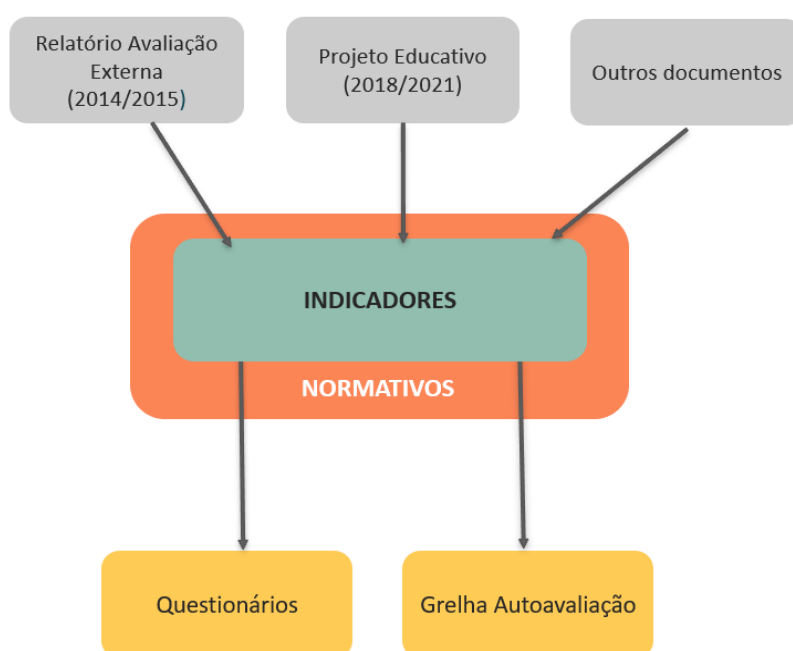 Relatório Avaliação
Externa
(2014/2015)
Projeto Educativo
(2018/2021)
Outros documentos
INDICADORES
NORMATIVOS
Questionários
Grelha Autoavaliação